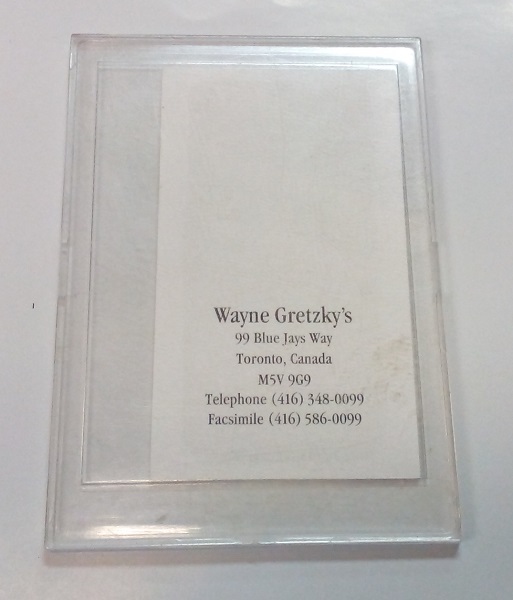 Wayne Gretzky's
99 Blue Jays Way
Toronto, Canada
M5V 9G9
Telephone (416) 348-0099
Facsimile (416) 586-0099